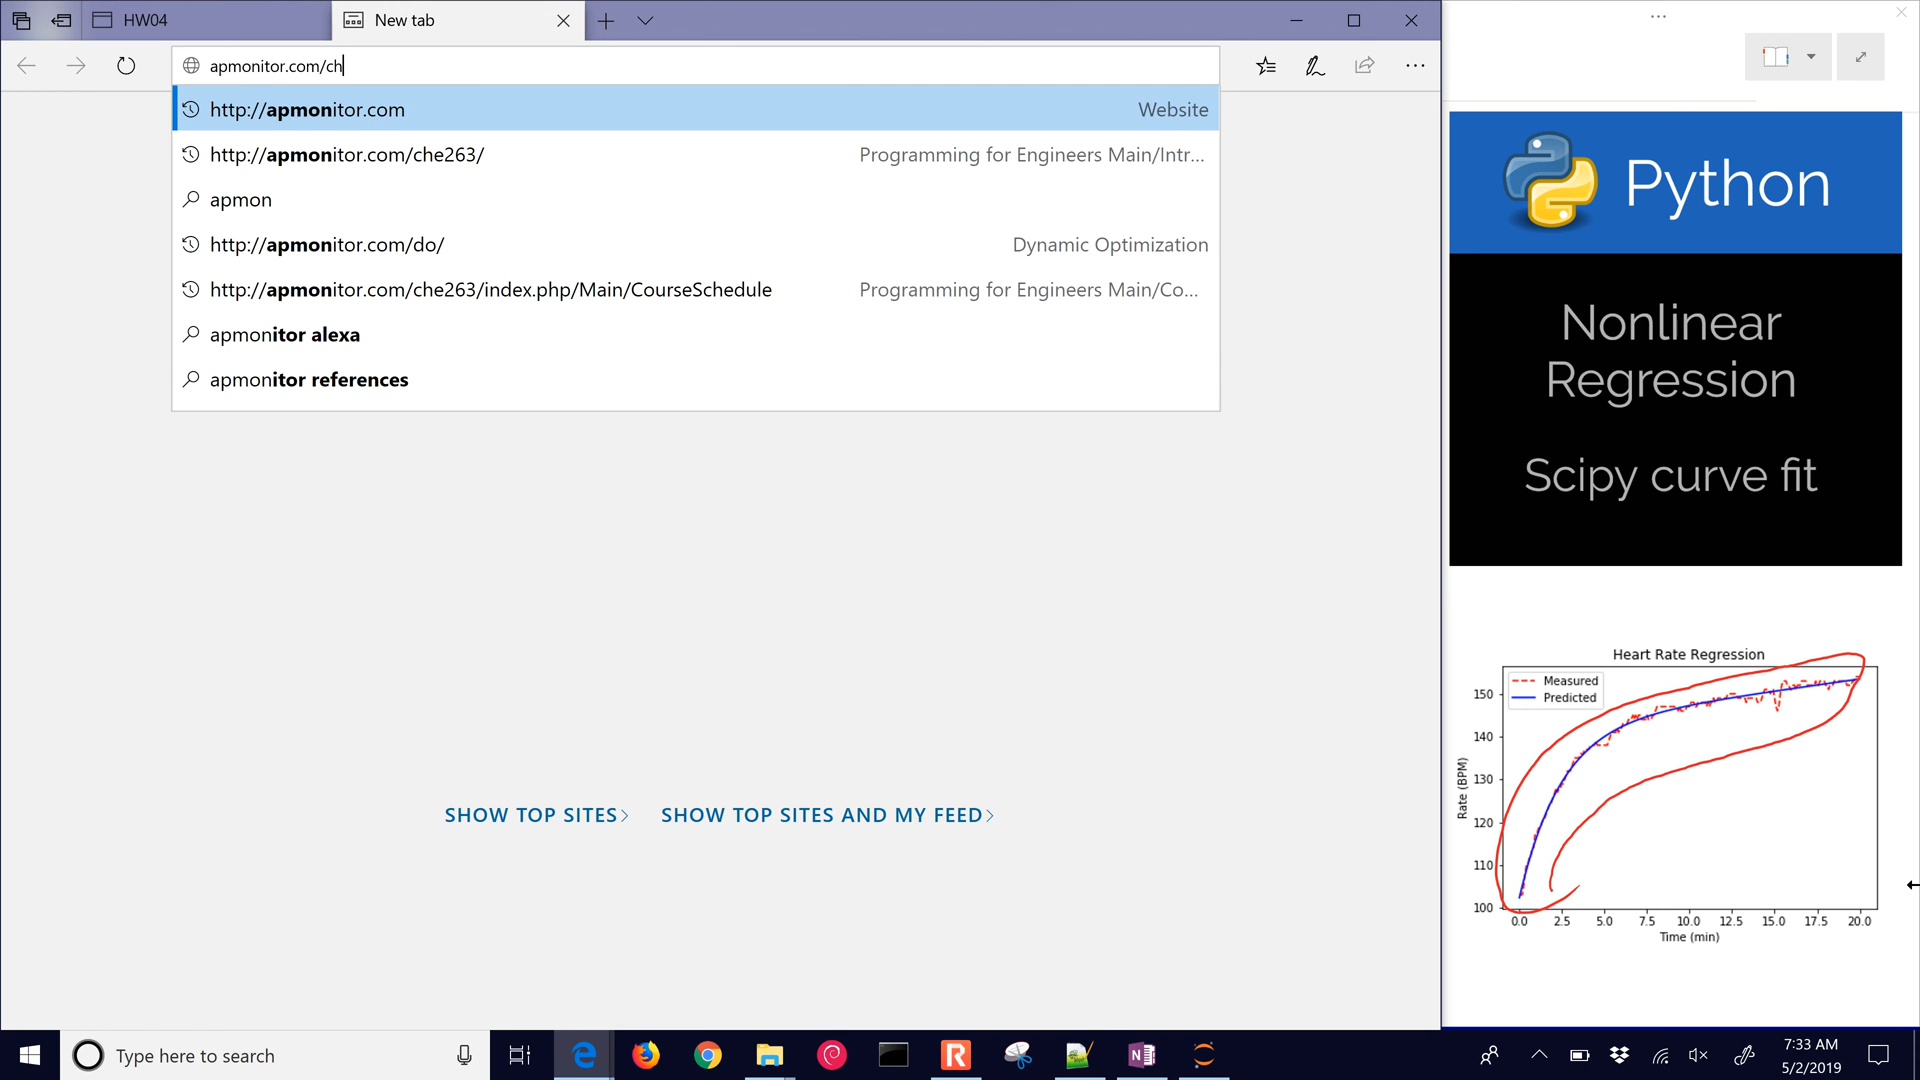 HW04
New tab
apmonitor.com/ch
http://apmonitor.com Website
http://apmonitor.com/che263/ Programming for Engineers Main/Intr...
apmon
http://apmonitor.com/do/ Dynamic Optimization
http://apmonitor.com/che263/index.php/Main/CourseSchedule Programming for Engineers Main/Co...
apmonitor alexa
apmonitor references
SHOW TOP SITES SHOW TOP SITES AND MY FEED
Python
Nonlinear
Regression
Scipy curve fit
Heart Rate Regression
Measured
Predicted
Rate (BPM)
150
140
130
120
110
100
0.0 2.5 5.0 7.5 10.0 12.5 15.0 17.5 20.0
Time (min)
Type here to search
7:33 AM
5/2/2019